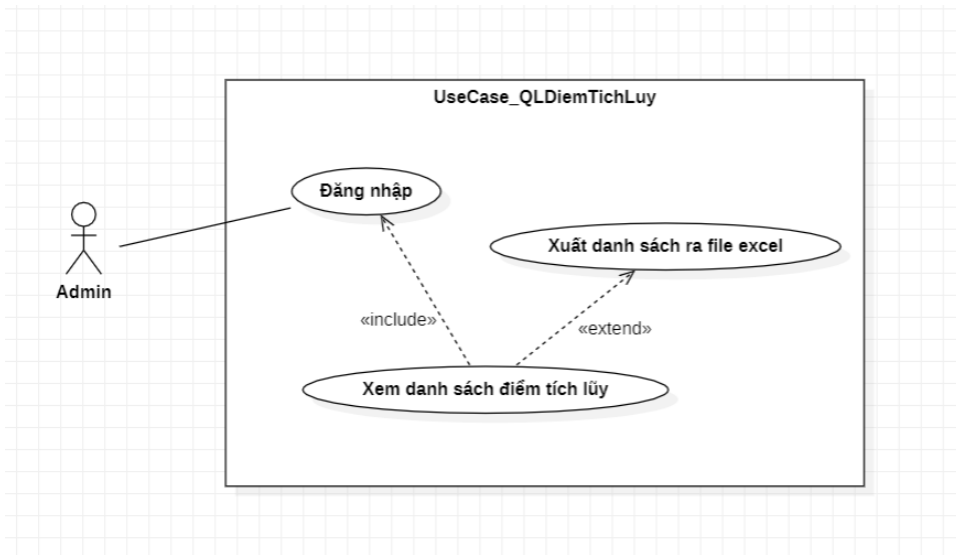 UseCase_QLDiemTichLuy
Đăng nhập
Xuất danh sách ra file excel
Admin
«include»
«extend»
Xem danh sách điểm tích lũy